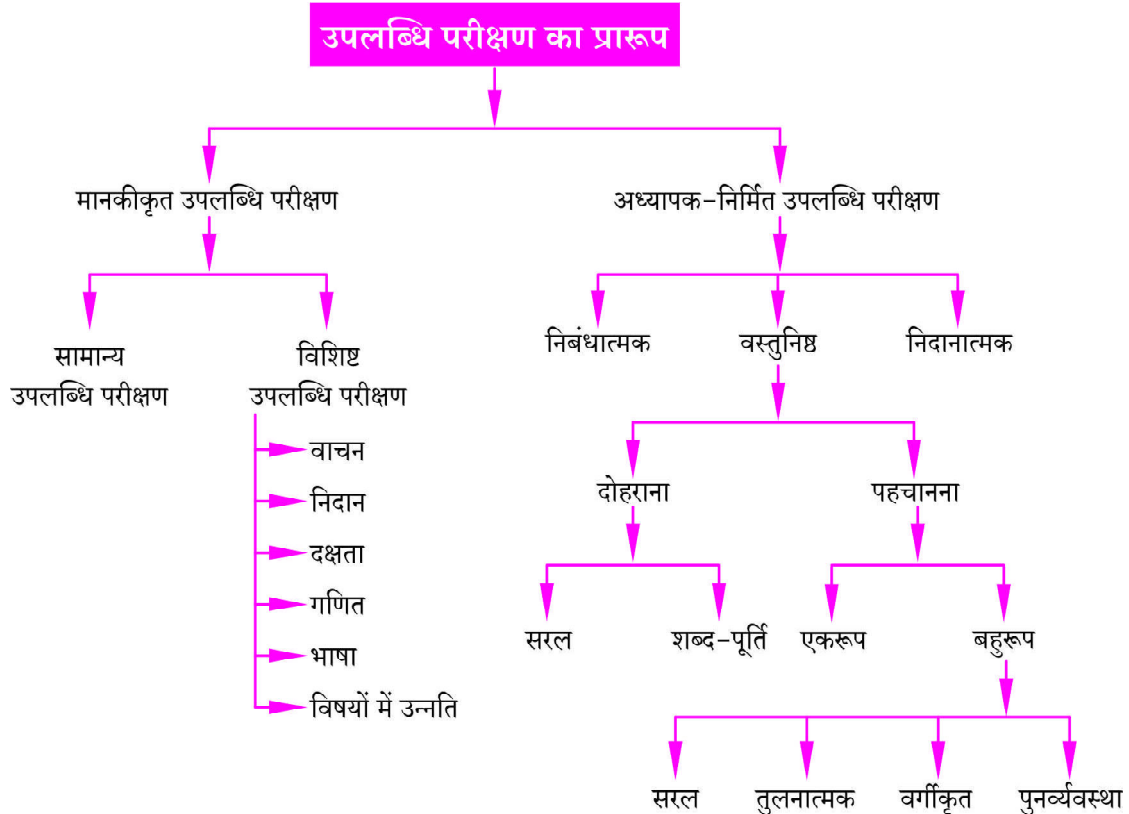 उपलब्धि परीक्षण का प्रारूप
मानकीकृत उपलब्धि परीक्षण
अध्यापक-निर्मित उपलब्धि परीक्षण
सामान्य
उपलब्धि परीक्षण
विशिष्ट
उपलब्धि परीक्षण
वाचन
निदान
दक्षता
गणित
भाषा
विषयों में उन्नति
निबंधात्मक
वस्तुनिष्ठ
निदानात्मक
दोहराना
पहचानना
सरल
शब्द-पूर्ति
एकरूप
बहुरूप
सरल
तुलनात्मक
वर्गीकृत
पुनर्व्यवस्था